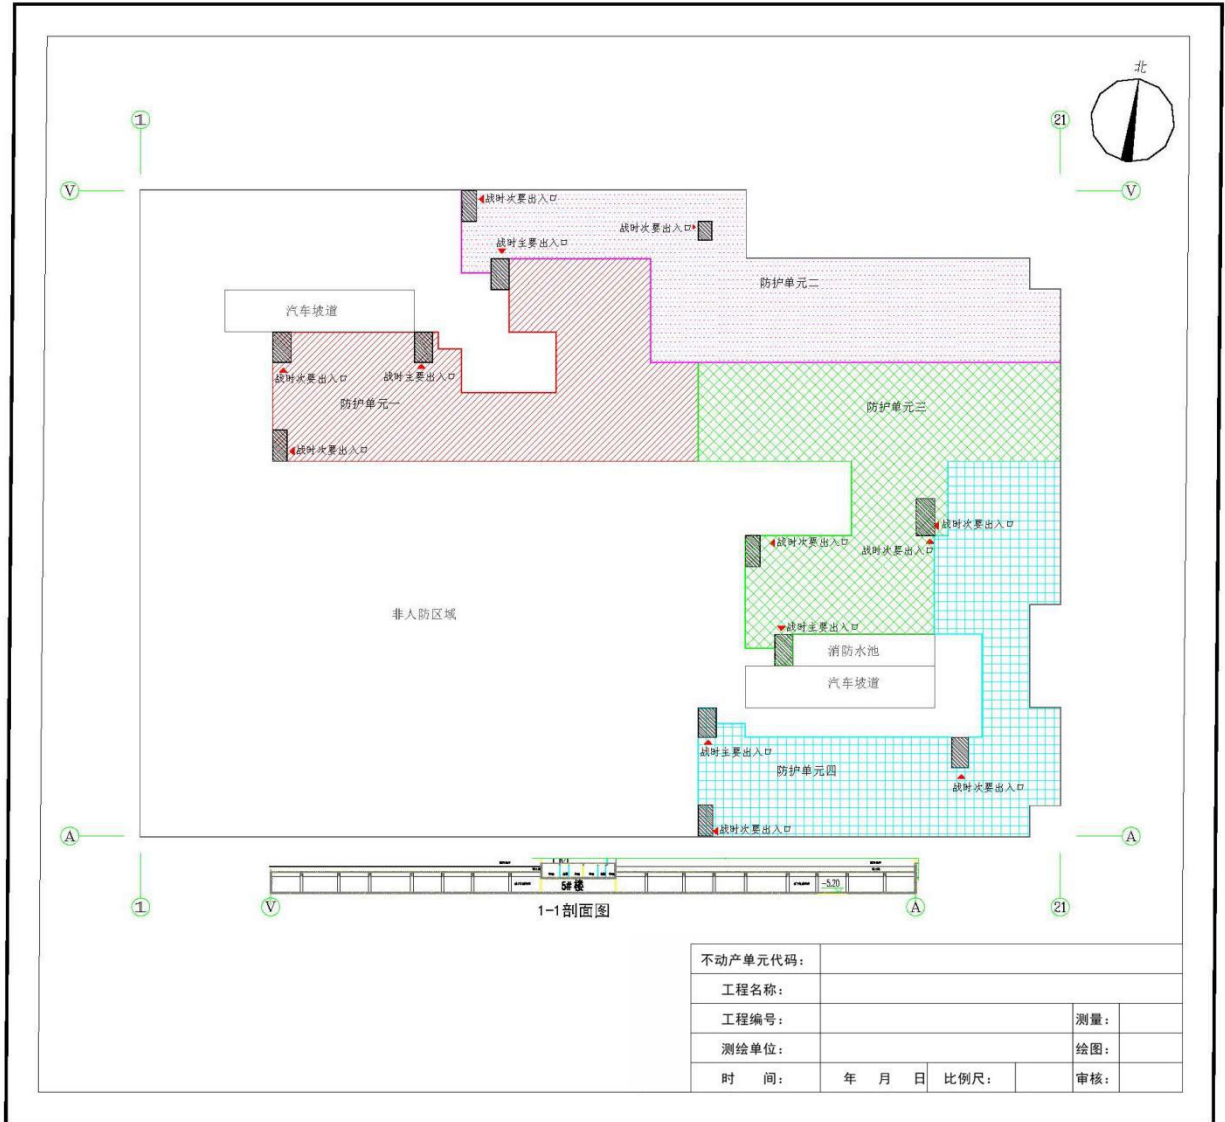 北
1
21
V
V
战时次要出入口
战时次要出入口
战时主要出入口
防护单元二
汽车坡道
战时次要出入口
战时主要出入口
防护单元一
防护单元三
战时次要出入口
战时次要出入口
战时次要出入口
战时次要出入口
非人防区域
战时主要出入口
消防水池
汽车坡道
战时主要出入口
防护单元四
战时次要出入口
战时次要出入口
A
A
5#楼
-5.20
1
V
A
21
1-1剖面图
不动产单元代码：
工程名称：
工程编号： 测量：
测绘单位： 绘图：
时 间： 年 月 日 比例尺： 审核：